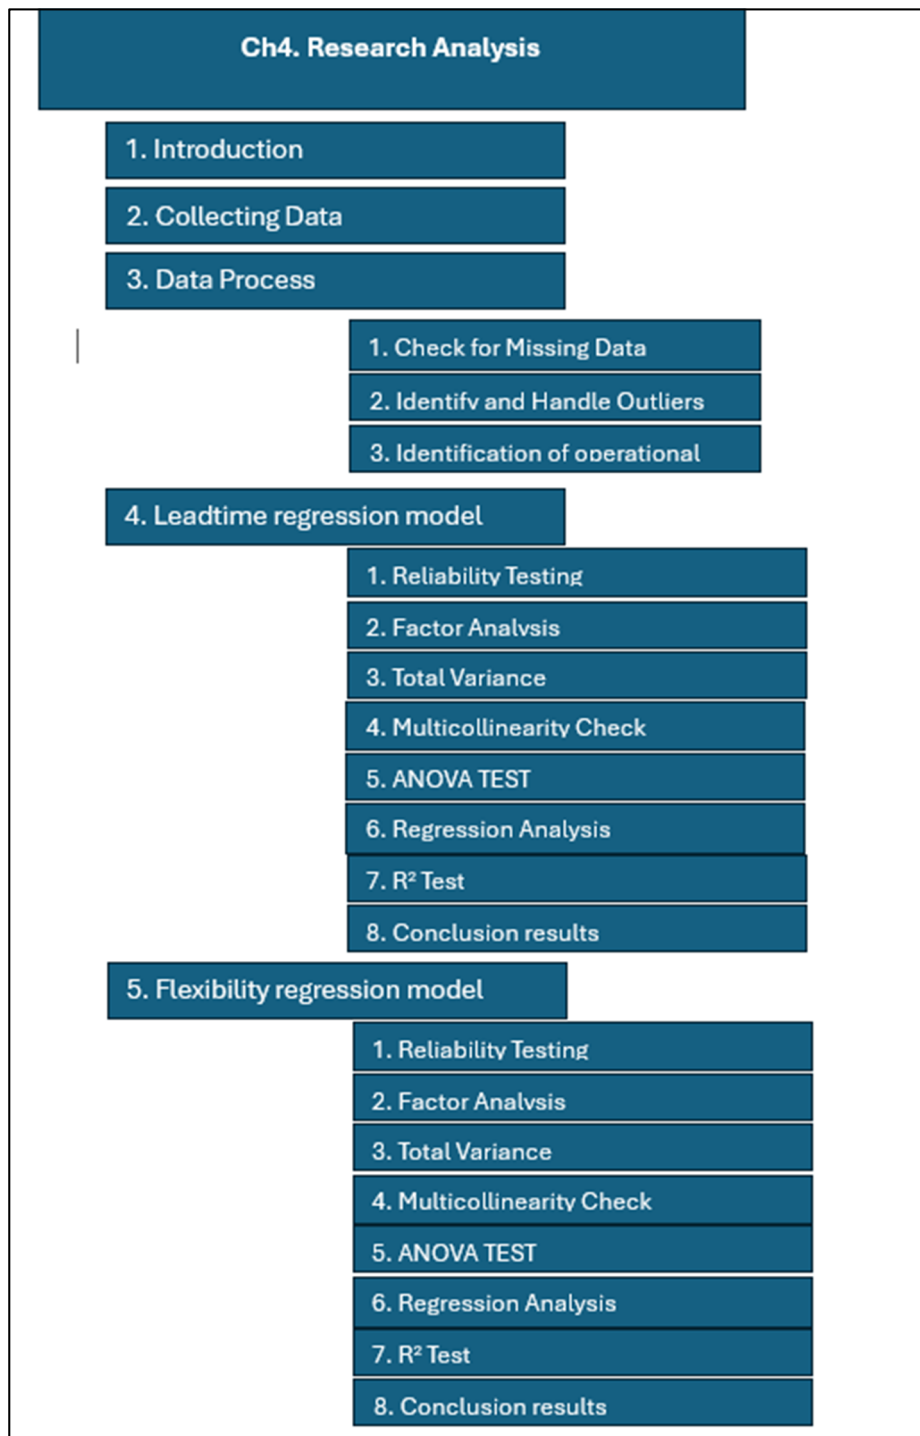 Ch4. Research Analysis
1. Introduction
2. Collecting Data
3. Data Process
1. Check for Missing Data
2. Identify and Handle Outliers
3. Identification of operational
4. Leadtime regression model
1. Reliability Testing
2. Factor Analysis
3. Total Variance
4. Multicollinearity Check
5. ANOVA TEST
6. Regression Analysis
7. R² Test
8. Conclusion results
5. Flexibility regression model
1. Reliability Testing
2. Factor Analysis
3. Total Variance
4. Multicollinearity Check
5. ANOVA TEST
6. Regression Analysis
7. R² Test
8. Conclusion results